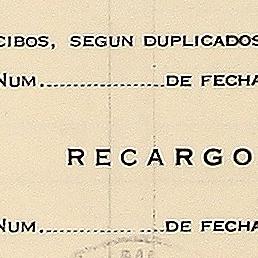 CIBOS, SEGUN DUPLICADOS
NUM.................... DE FECHA
RECARGO
NUM.................... DE FECHA